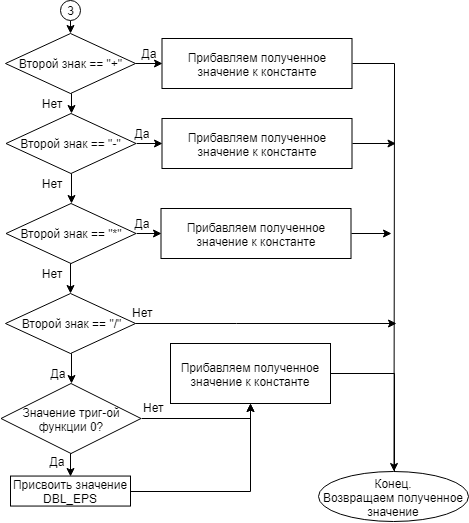 3
Второй знак == "+"
Да
Прибавляем полученное
значение к константе
Нет
Второй знак == "-"
Да
Прибавляем полученное
значение к константе
Нет
Второй знак == "*"
Да
Прибавляем полученное
значение к константе
Нет
Второй знак == "/"
Нет
Да
Прибавляем полученное
значение к константе
Значение триг-ой
функции 0?
Нет
Да
Присвоить значение
DBL_EPS
Конец.
Возвращаем полученное
значение